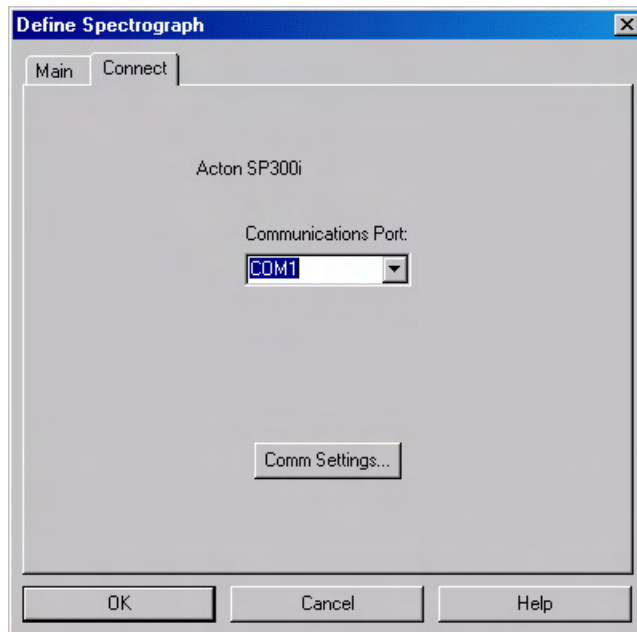 Define Spectrograph
Main Connect
Acton SP300i
Communications Port:
COM1
Comm Settings...
OK Cancel Help